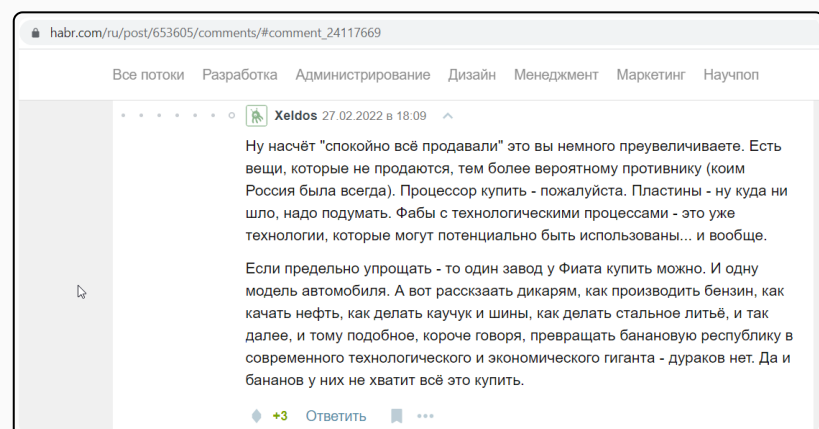 habr.com/ru/post/653605/comments/#comment_24117669
Все потоки Разработка Администрирование Дизайн Менеджмент Маркетинг Научпоп
Xeldos 27.02.2022 в 18:09
Ну насчёт "спокойно всё продавали" это вы немного преувеличиваете. Есть
вещи, которые не продаются, тем более вероятному противнику (коим
Россия была всегда). Процессор купить - пожалуйста. Пластины - ну куда ни
шло, надо подумать. Фабы с технологическими процессами - это уже
технологии, которые могут потенциально быть использованы... и вообще.
Если предельно упрощать - то один завод у Фиата купить можно. И одну
модель автомобиля. А вот расскзаать дикарям, как производить бензин, как
качать нефть, как делать каучук и шины, как делать стальное литьё, и так
далее, и тому подобное, короче говоря, превращать банановую республику в
современного технологического и экономического гиганта - дураков нет. Да и
бананов у них не хватит всё это купить.
+3 Ответить